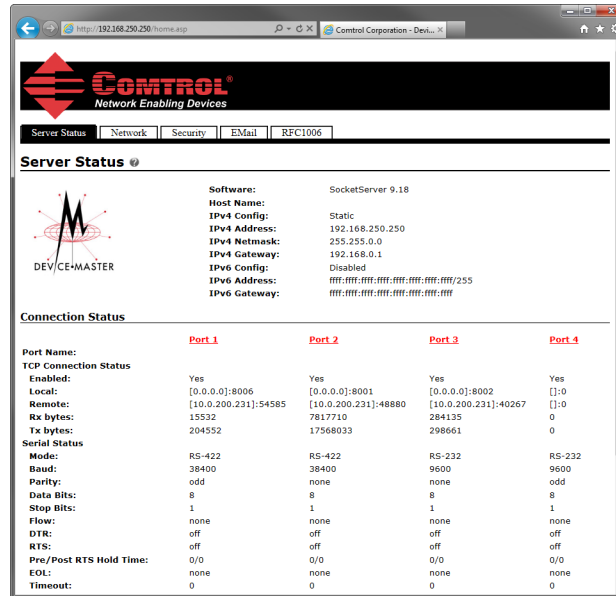 http://192.168.250.250/home.asp
Comtrol Corporation - Devi...
COMTROL®
Network Enabling Devices
Server Status Network Security EMail RFC1006
Server Status
DEVICE•MASTER
Software: SocketServer 9.18
Host Name:
IPv4 Config: Static
IPv4 Address: 192.168.250.250
IPv4 Netmask: 255.255.0.0
IPv4 Gateway: 192.168.0.1
IPv6 Config: Disabled
IPv6 Address: ffff:ffff:ffff:ffff:ffff:ffff:ffff:ffff/255
IPv6 Gateway: ffff:ffff:ffff:ffff:ffff:ffff:ffff:ffff
Connection Status
Port 1 Port 2 Port 3 Port 4
Port Name:
TCP Connection Status
Enabled: Yes Yes Yes Yes
Local: [0.0.0.0]:8006 [0.0.0.0]:8001 [0.0.0.0]:8002 []:0
Remote: [10.0.200.231]:54585 [10.0.200.231]:48880 [10.0.200.231]:40267 []:0
Rx bytes: 15532 7817710 284135 0
Tx bytes: 204552 17568033 298661 0
Serial Status
Mode: RS-422 RS-422 RS-232 RS-232
Baud: 38400 38400 9600 9600
Parity: odd none none odd
Data Bits: 8 8 8 8
Stop Bits: 1 1 1 1
Flow: none none none none
DTR: off off off off
RTS: off off off off
Pre/Post RTS Hold Time: 0/0 0/0 0/0 0/0
EOL: none none none none
Timeout: 0 0 0 0